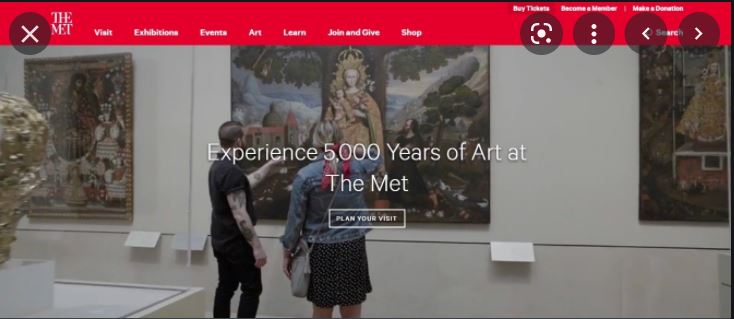 Buy Tickets Become a Member | Make a Donation
THE
MET
Visit Exhibitions Events Art Learn Join and Give Shop Search
Experience 5,000 Years of Art at
The Met
PLAN YOUR VISIT